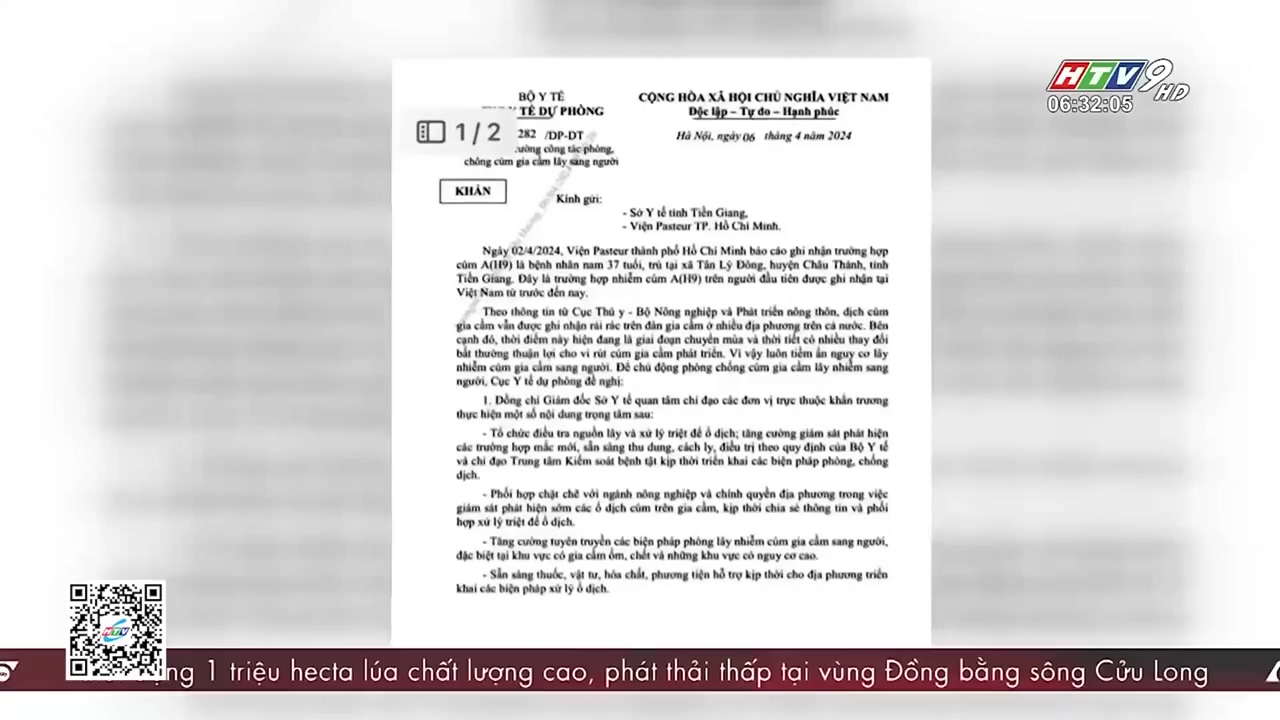 HTV9 HD
06:32:05
BỘ Y TẾ
TẾ DỰ PHÒNG
1/2
282 /DP-DT
ường công tác phòng,
chống cúm gia cầm lây sang người
CỘNG HÒA XÃ HỘI CHỦ NGHĨA VIỆT NAM
Độc lập – Tự do – Hạnh phúc
Hà Nội, ngày 06 tháng 4 năm 2024
KHẨN
Kính gửi:
- Sở Y tế tỉnh Tiền Giang,
- Viện Pasteur TP. Hồ Chí Minh.
Ngày 02/4/2024, Viện Pasteur thành phố Hồ Chí Minh báo cáo ghi nhận trường hợp
cúm A(H9) là bệnh nhân nam 37 tuổi, trú tại xã Tân Lý Đông, huyện Châu Thành, tỉnh
Tiền Giang. Đây là trường hợp nhiễm cúm A(H9) trên người đầu tiên được ghi nhận tại
Việt Nam từ trước đến nay.
Theo thông tin từ Cục Thú y - Bộ Nông nghiệp và Phát triển nông thôn, dịch cúm
gia cầm vẫn được ghi nhận rải rác trên đàn gia cầm ở nhiều địa phương trên cả nước. Bên
cạnh đó, thời điểm này hiện đang là giai đoạn chuyển mùa và thời tiết có nhiều thay đổi
bất thường thuận lợi cho vi rút cúm gia cầm phát triển. Vì vậy luôn tiềm ẩn nguy cơ lây
nhiễm cúm gia cầm sang người. Để chủ động phòng chống cúm gia cầm lây nhiễm sang
người, Cục Y tế dự phòng đề nghị:
1. Đồng chí Giám đốc Sở Y tế quan tâm chỉ đạo các đơn vị trực thuộc khẩn trương
thực hiện một số nội dung trọng tâm sau:
- Tổ chức điều tra nguồn lây và xử lý triệt để ổ dịch; tăng cường giám sát phát hiện
các trường hợp mắc mới, sẵn sàng thu dung, cách ly, điều trị theo quy định của Bộ Y tế
và chỉ đạo Trung tâm Kiểm soát bệnh tật kịp thời triển khai các biện pháp phòng, chống
dịch.
- Phối hợp chặt chẽ với ngành nông nghiệp và chính quyền địa phương trong việc
giám sát phát hiện sớm các ổ dịch cúm trên gia cầm, kịp thời chia sẻ thông tin và phối
hợp xử lý triệt để ổ dịch.
- Tăng cường tuyên truyền các biện pháp phòng lây nhiễm cúm gia cầm sang người,
đặc biệt tại khu vực có gia cầm ốm, chết và những khu vực có nguy cơ cao.
- Sẵn sàng thuốc, vật tư, hóa chất, phương tiện hỗ trợ kịp thời cho địa phương triển
khai các biện pháp xử lý ổ dịch.
HTV
1 triệu hecta lúa chất lượng cao, phát thải thấp tại vùng Đồng bằng sông Cửu Long